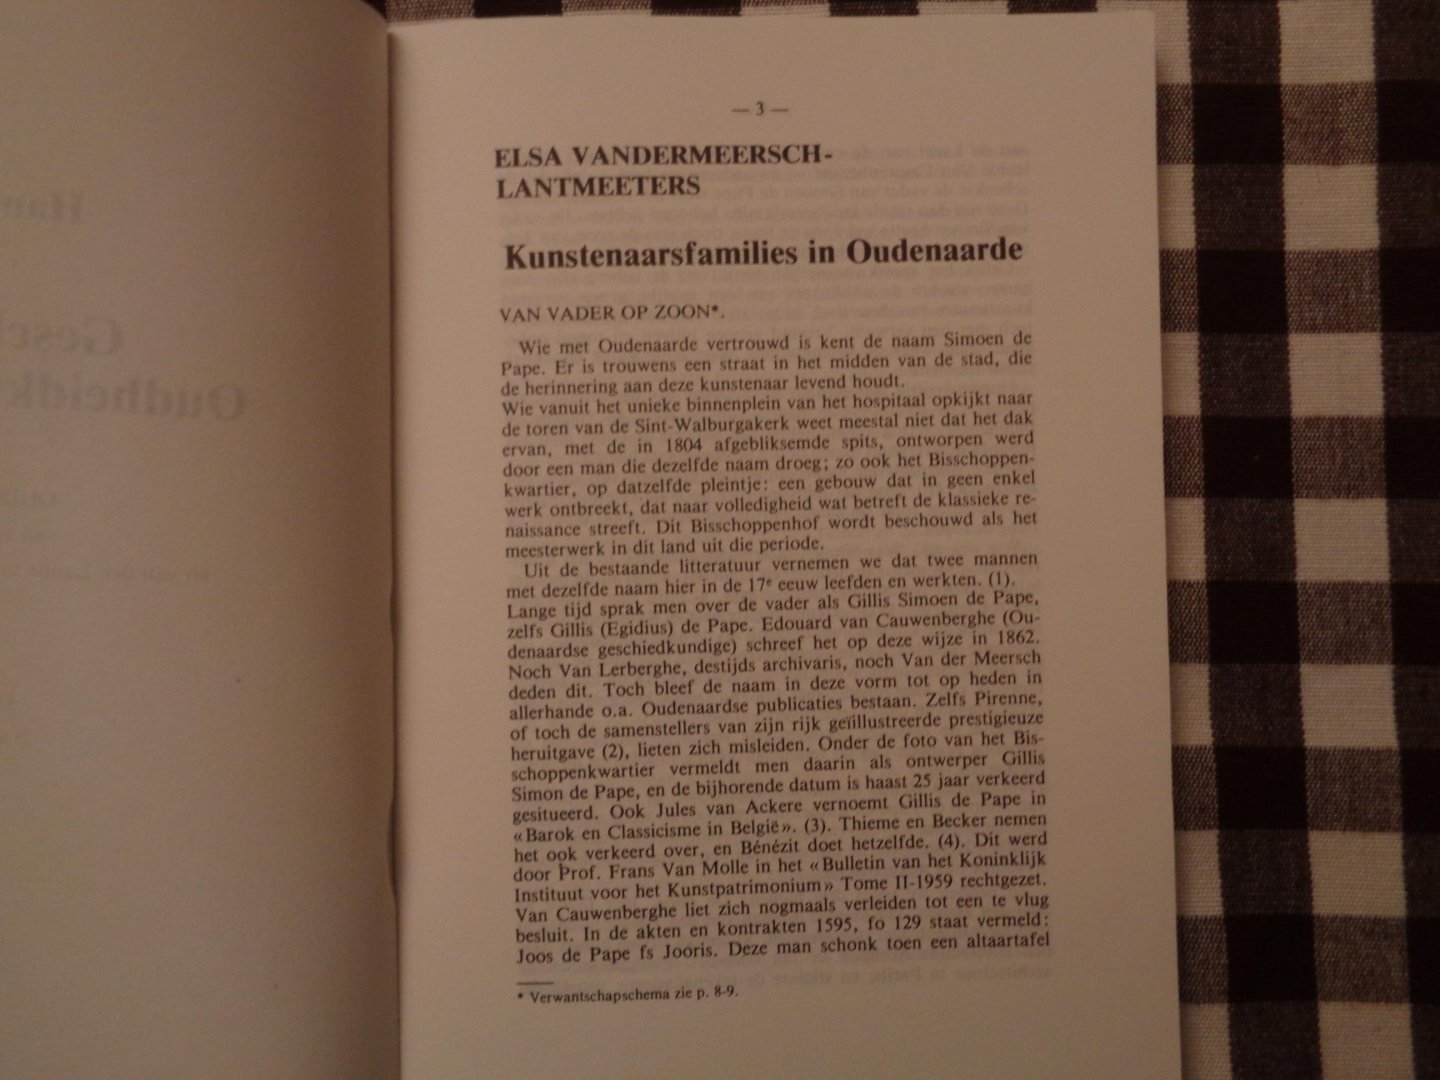 — 3 —
ELSA VANDERMEERSCH-
LANTMEETERS
Kunstenaarsfamilies in Oudenaarde
VAN VADER OP ZOON*.
Wie met Oudenaarde vertrouwd is kent de naam Simoen de
Pape. Er is trouwens een straat in het midden van de stad, die
de herinnering aan deze kunstenaar levend houdt.
Wie vanuit het unieke binnenplein van het hospitaal opkijkt naar
de toren van de Sint-Walburgakerk weet meestal niet dat het dak
ervan, met de in 1804 afgebliksemde spits, ontworpen werd
door een man die dezelfde naam droeg; zo ook het Bisschoppen-
kwartier, op datzelfde pleintje: een gebouw dat in geen enkel
werk ontbreekt, dat naar volledigheid wat betreft de klassieke re-
naissance streeft. Dit Bisschoppenhof wordt beschouwd als het
meesterwerk in dit land uit die periode.
Uit de bestaande litteratuur vernemen we dat twee mannen
met dezelfde naam hier in de 17e eeuw leefden en werkten. (1).
Lange tijd sprak men over de vader als Gillis Simoen de Pape,
zelfs Gillis (Egidius) de Pape. Edouard van Cauwenberghe (Ou-
denaardse geschiedkundige) schreef het op deze wijze in 1862.
Noch Van Lerberghe, destijds archivaris, noch Van der Meersch
deden dit. Toch bleef de naam in deze vorm tot op heden in
allerhande o.a. Oudenaardse publicaties bestaan. Zelfs Pirenne,
of toch de samenstellers van zijn rijk geïllustreerde prestigieuze
heruitgave (2), lieten zich misleiden. Onder de foto van het Bis-
schoppenkwartier vermeldt men daarin als ontwerper Gillis
Simon de Pape, en de bijhorende datum is haast 25 jaar verkeerd
gesitueerd. Ook Jules van Ackere vernoemt Gillis de Pape in
«Barok en Classicisme in België». (3). Thieme en Becker nemen
het ook verkeerd over, en Bénézit doet hetzelfde. (4). Dit werd
door Prof. Frans Van Molle in het «Bulletin van het Koninklijk
Instituut voor het Kunstpatrimonium» Tome II-1959 rechtgezet.
Van Cauwenberghe liet zich nogmaals verleiden tot een te vlug
besluit. In de akten en kontrakten 1595, fo 129 staat vermeld:
Joos de Pape fs Jooris. Deze man schonk toen een altaartafel
* Verwantschapschema zie p. 8-9.